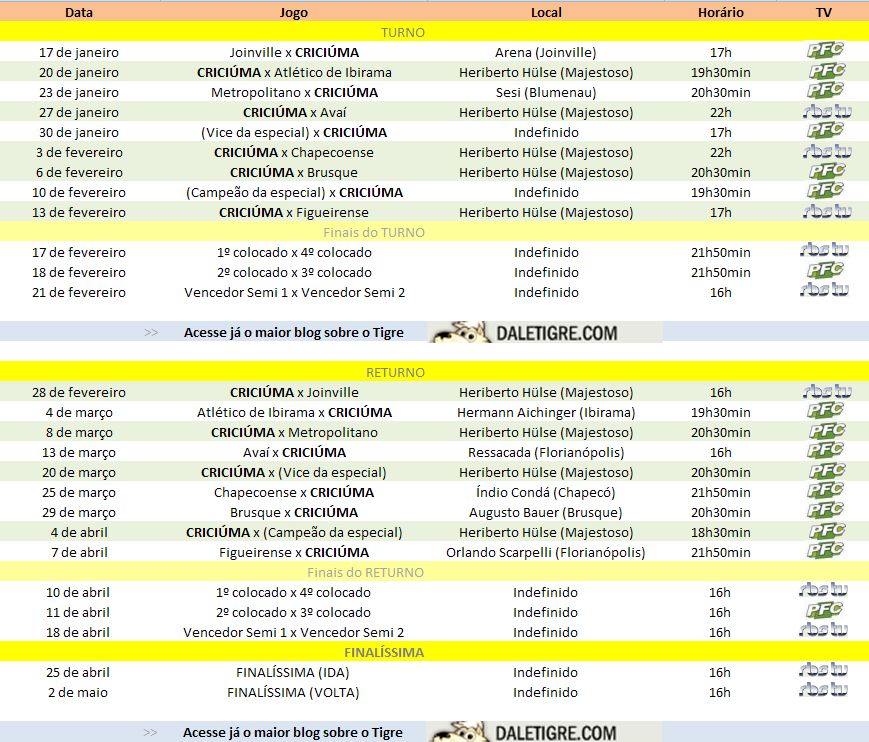 Data Jogo Local Horário TV
TURNO
17 de janeiro Joinville x CRICIÚMA Arena (Joinville) 17h PFC
20 de janeiro CRICIÚMA x Atlético de Ibirama Heriberto Hülse (Majestoso) 19h30min PFC
23 de janeiro Metropolitano x CRICIÚMA Sesi (Blumenau) 20h30min PFC
27 de janeiro CRICIÚMA x Avaí Heriberto Hülse (Majestoso) 22h rbs tv
30 de janeiro (Vice da especial) x CRICIÚMA Indefinido 17h PFC
3 de fevereiro CRICIÚMA x Chapecoense Heriberto Hülse (Majestoso) 22h rbs tv
6 de fevereiro CRICIÚMA x Brusque Heriberto Hülse (Majestoso) 20h30min PFC
10 de fevereiro (Campeão da especial) x CRICIÚMA Indefinido 19h30min PFC
13 de fevereiro CRICIÚMA x Figueirense Heriberto Hülse (Majestoso) 17h rbs tv
Finais do TURNO
17 de fevereiro 1º colocado x 4º colocado Indefinido 21h50min rbs tv
18 de fevereiro 2º colocado x 3º colocado Indefinido 21h50min PFC
21 de fevereiro Vencedor Semi 1 x Vencedor Semi 2 Indefinido 16h rbs tv
>> Acesse já o maior blog sobre o Tigre DALETIGRE.COM
RETURNO
28 de fevereiro CRICIÚMA x Joinville Heriberto Hülse (Majestoso) 16h rbs tv
4 de março Atlético de Ibirama x CRICIÚMA Hermann Aichinger (Ibirama) 19h30min PFC
8 de março CRICIÚMA x Metropolitano Heriberto Hülse (Majestoso) 20h30min PFC
13 de março Avaí x CRICIÚMA Ressacada (Florianópolis) 16h PFC
20 de março CRICIÚMA x (Vice da especial) Heriberto Hülse (Majestoso) 20h30min PFC
25 de março Chapecoense x CRICIÚMA Índio Condá (Chapecó) 21h50min PFC
29 de março Brusque x CRICIÚMA Augusto Bauer (Brusque) 20h30min PFC
4 de abril CRICIÚMA x (Campeão da especial) Heriberto Hülse (Majestoso) 18h30min PFC
7 de abril Figueirense x CRICIÚMA Orlando Scarpelli (Florianópolis) 21h50min PFC
Finais do RETURNO
10 de abril 1º colocado x 4º colocado Indefinido 16h rbs tv
11 de abril 2º colocado x 3º colocado Indefinido 16h PFC
18 de abril Vencedor Semi 1 x Vencedor Semi 2 Indefinido 16h rbs tv
FINALÍSSIMA
25 de abril FINALÍSSIMA (IDA) Indefinido 16h rbs tv
2 de maio FINALÍSSIMA (VOLTA) Indefinido 16h rbs tv
>> Acesse já o maior blog sobre o Tigre DALETIGRE.COM